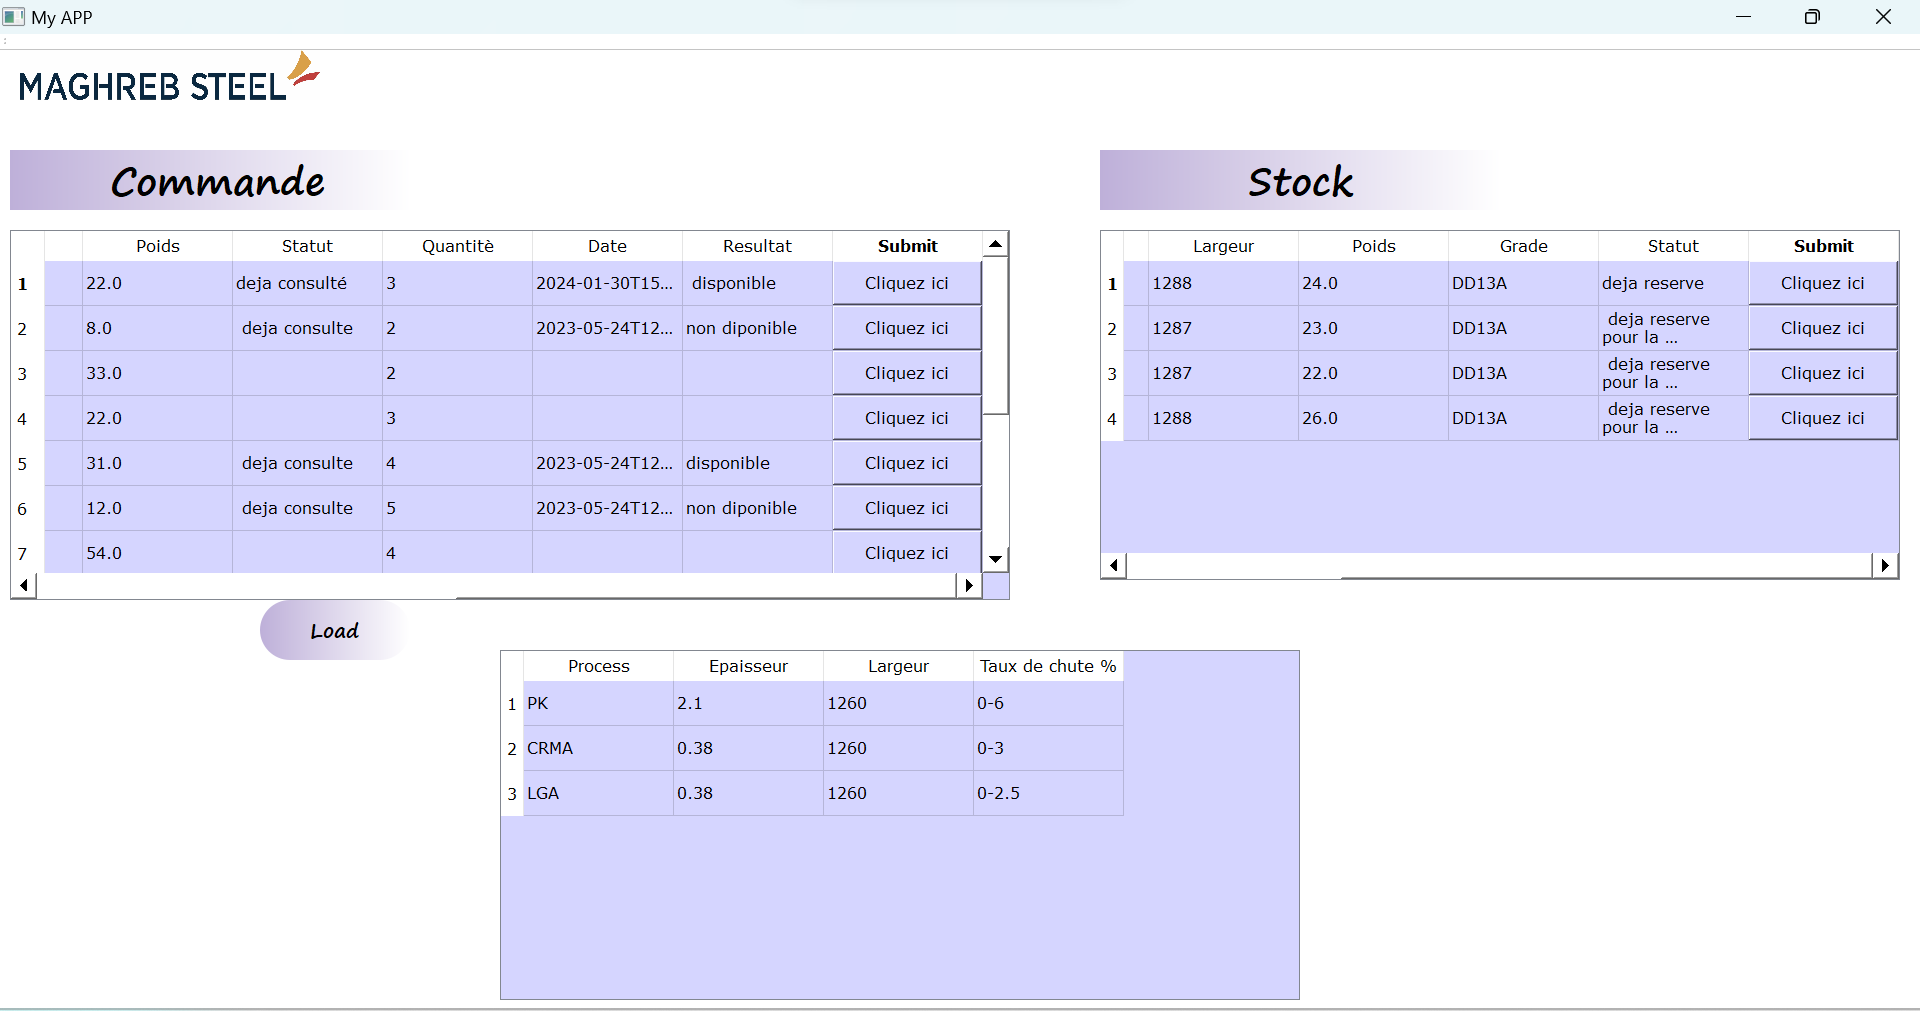 My APP
MAGHREB STEEL
Commande
Poids Statut Quantitè Date Resultat Submit
1 22.0 deja consulté 3 2024-01-30T15... disponible Cliquez ici
2 8.0 deja consulte 2 2023-05-24T12... non diponible Cliquez ici
3 33.0 2 Cliquez ici
4 22.0 3 Cliquez ici
5 31.0 deja consulte 4 2023-05-24T12... disponible Cliquez ici
6 12.0 deja consulte 5 2023-05-24T12... non diponible Cliquez ici
7 54.0 4 Cliquez ici
Load
Stock
Largeur Poids Grade Statut Submit
1 1288 24.0 DD13A deja reserve Cliquez ici
2 1287 23.0 DD13A deja reserve pour la ... Cliquez ici
3 1287 22.0 DD13A deja reserve pour la ... Cliquez ici
4 1288 26.0 DD13A deja reserve pour la ... Cliquez ici
Process Epaisseur Largeur Taux de chute %
1 PK 2.1 1260 0-6
2 CRMA 0.38 1260 0-3
3 LGA 0.38 1260 0-2.5